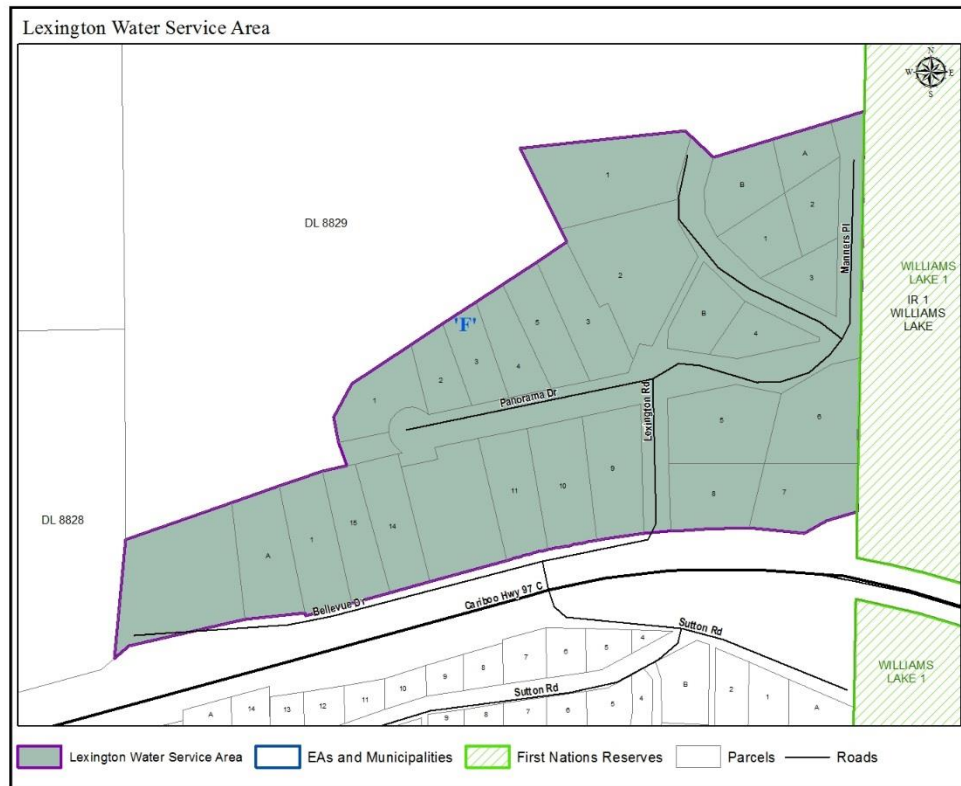 Lexington Water Service Area
N
W
E
S
1
A
B
2
1
3
Manners Pl
DL 8829
WILLIAMS
LAKE 1
IR 1
WILLIAMS
LAKE
2
'F'
5
3
B
4
3
4
2
1
Panorama Dr
Lexington Rd
5
6
9
10
11
8
7
DL 8828
15
14
1
A
Bellevue Dr
Cariboo Hwy 97 C
Sutton Rd
WILLIAMS
LAKE 1
4
5
6
7
8
9
10
11
12
13
14
A
Sutton Rd
B
2
1
A
9
8
7
6
5
Lexington Water Service Area
EAs and Municipalities
First Nations Reserves
Parcels
Roads